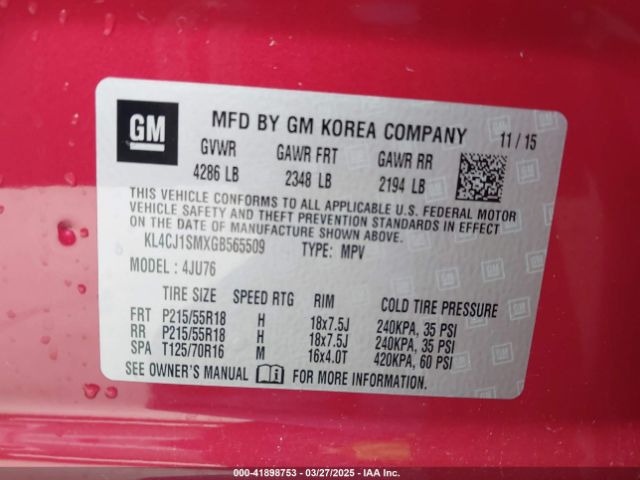 GM
MFD BY GM KOREA COMPANY 11 / 15
GVWR GAWR FRT GAWR RR
4286 LB 2348 LB 2194 LB
THIS VEHICLE CONFORMS TO ALL APPLICABLE U.S. FEDERAL MOTOR
VEHICLE SAFETY AND THEFT PREVENTION STANDARDS IN EFFECT
ON THE DATE OF MANUFACTURE SHOWN ABOVE.
KL4CJ1SMXGB565509 TYPE: MPV
MODEL : 4JU76
TIRE SIZE SPEED RTG RIM COLD TIRE PRESSURE
FRT P215/55R18 H 18x7.5J 240KPA, 35 PSI
RR P215/55R18 H 18x7.5J 240KPA, 35 PSI
SPA T125/70R16 M 16x4.0T 420KPA, 60 PSI
SEE OWNER'S MANUAL FOR MORE INFORMATION.
000-41898753 — 03/27/2025 — IAA Inc.